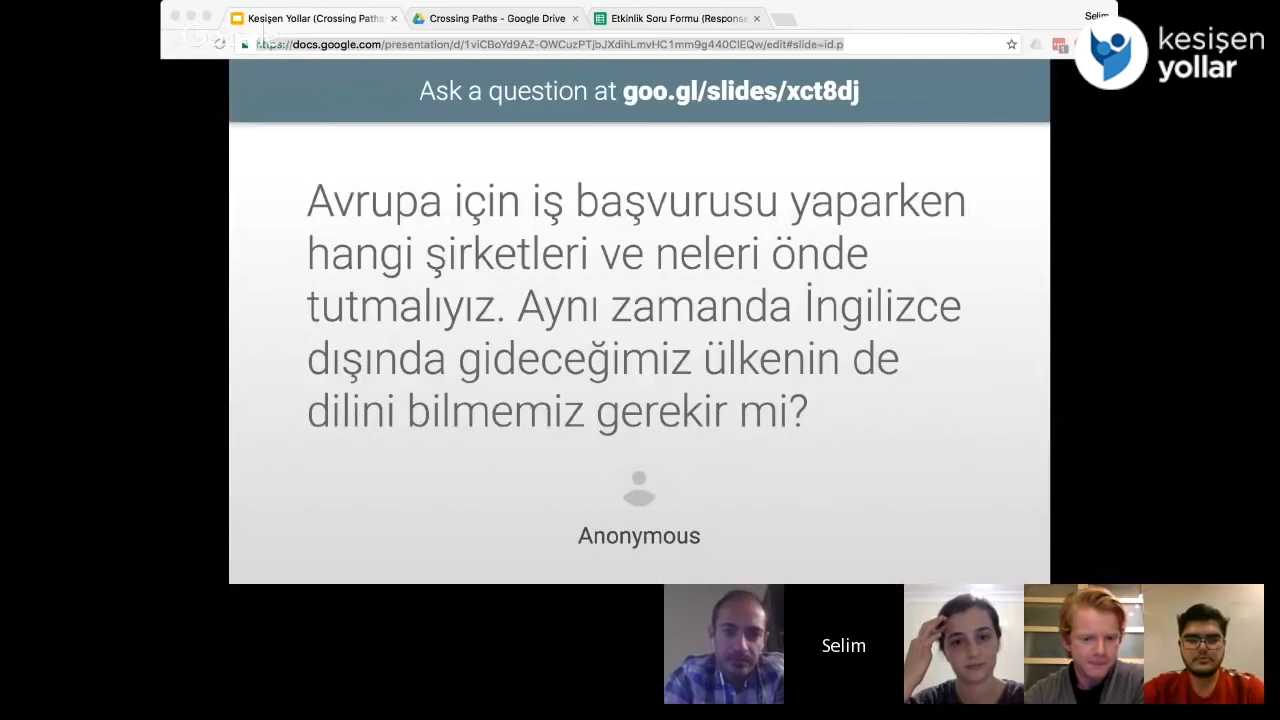 Kesişen Yollar (Crossing Paths
Crossing Paths - Google Drive
Etkinlik Soru Formu (Respons
Selim
https://docs.google.com/presentation/d/1viCBoYd9AZ-OWCuzPTjbJXdihLmvHC1mm9g440ClEQw/edit#slide=id.p
kesişen
yollar
Ask a question at goo.gl/slides/xct8dj
Avrupa için iş başvurusu yaparken
hangi şirketleri ve neleri önde
tutmalıyız. Aynı zamanda İngilizce
dışında gideceğimiz ülkenin de
dilini bilmemiz gerekir mi?
Anonymous
Selim